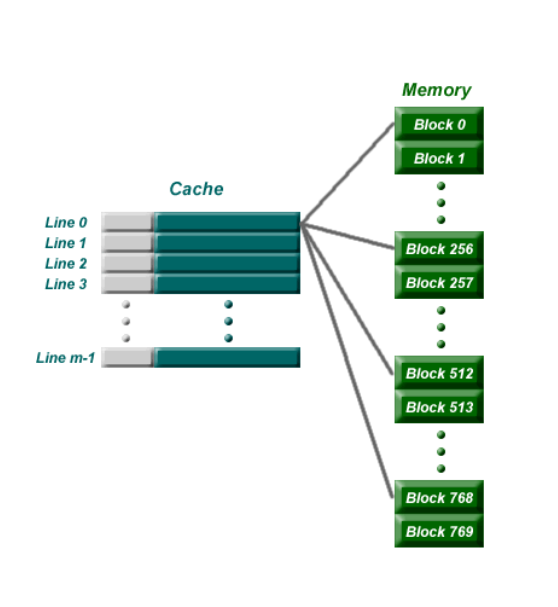 Memory
Block 0
Block 1
Cache
Line 0
Line 1
Line 2
Line 3
Line m-1
Block 256
Block 257
Block 512
Block 513
Block 768
Block 769